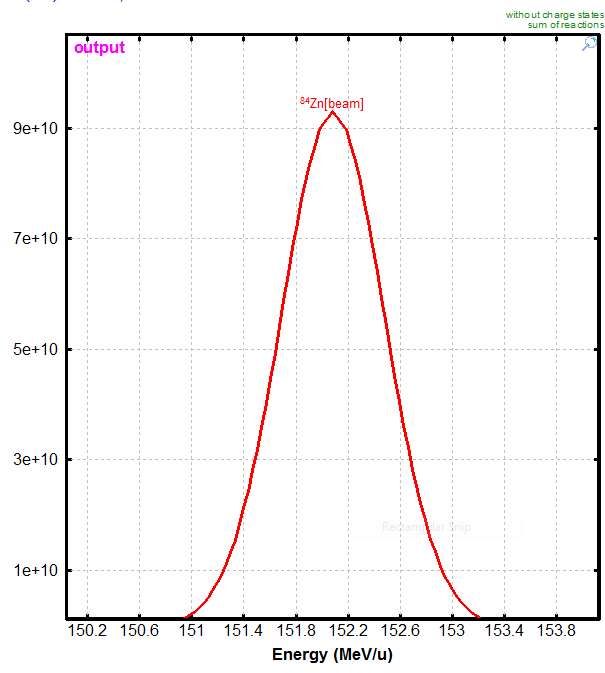 without charge states
sum of reactions
output
⁸⁴Zn[beam]
9e+10
7e+10
5e+10
3e+10
1e+10
Rectangular Snip
150.2 150.6 151 151.4 151.8 152.2 152.6 153 153.4 153.8
Energy (MeV/u)